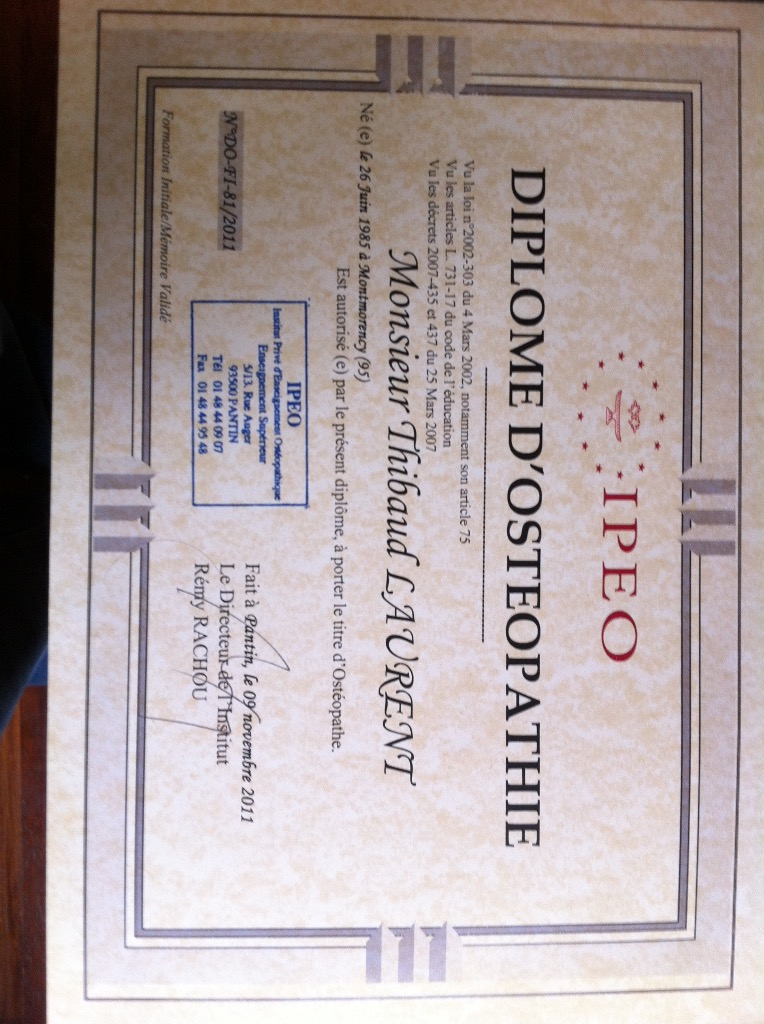 IPEO
DIPLOME D'OSTEOPATHIE
Vu la loi n°2002-303 du 4 Mars 2002, notamment son article 75
Vu les articles L. 731-17 du code de l'éducation
Vu les décrets 2007-435 et 437 du 25 Mars 2007
Monsieur Thibaud LAURENT
Né (e) le 26 Juin 1985 à Montmorency (95)
Est autorisé (e) par le présent diplôme, à porter le titre d'Ostéopathe.
IPEO
Institut Privé d'Enseignement Ostéopathique
Enseignement Supérieur
5/13, Rue Auger
93500 PANTIN
Tél 01 48 44 09 07
Fax 01 48 44 95 48
Fait à Pantin, le 09 novembre 2011
Le Directeur de l'Institut
Rémy RACHOU
N°DO-FI-81/2011
Formation Initiale/Mémoire Validé